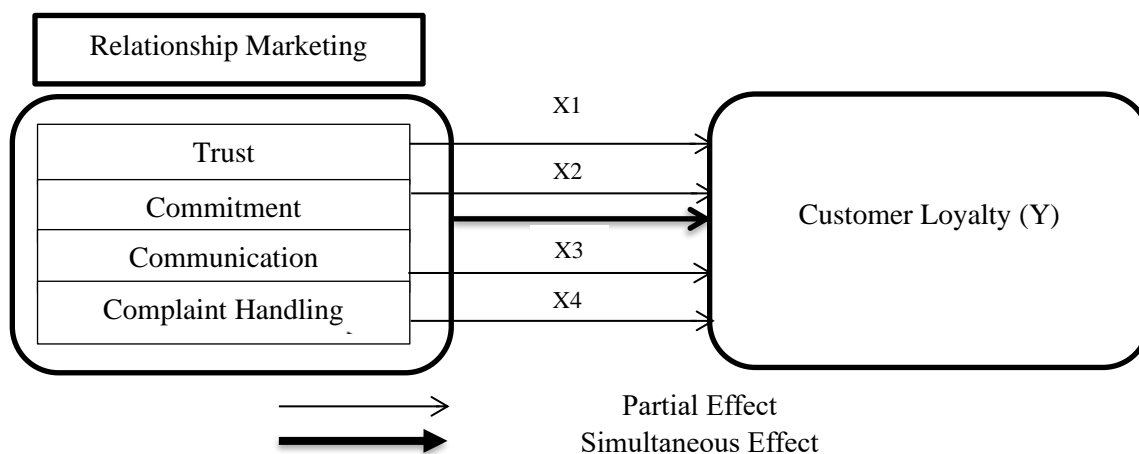 Relationship Marketing
X1
Trust
X2
Commitment
Customer Loyalty (Y)
X3
Communication
X4
Complaint Handling
Partial Effect
Simultaneous Effect